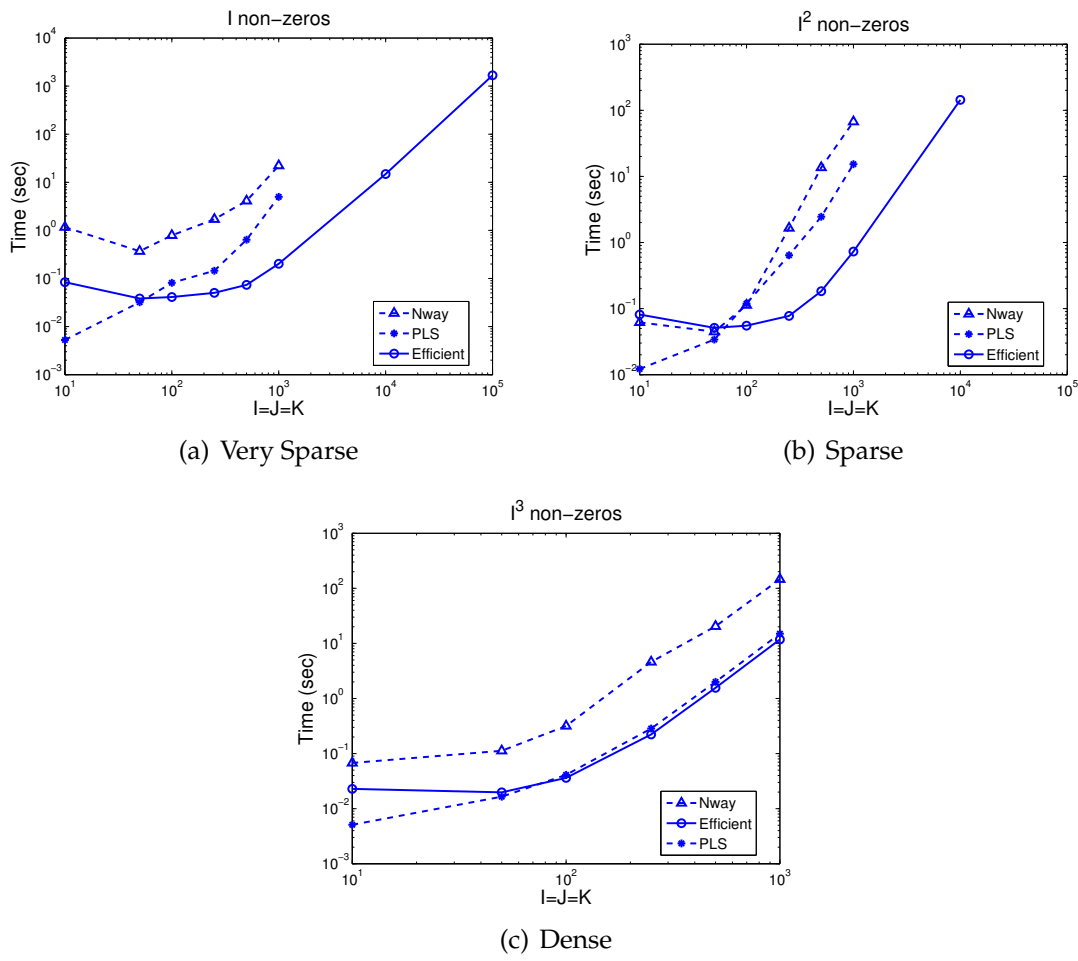 I non-zeros
10^4
10^3
10^2
10^1
10^0
10^-1
10^-2
10^-3
Time (sec)
Nway
PLS
Efficient
10^1 10^2 10^3 10^4 10^5
I=J=K
(a) Very Sparse
I^2 non-zeros
10^3
10^2
10^1
10^0
10^-1
10^-2
Time (sec)
Nway
PLS
Efficient
10^1 10^2 10^3 10^4 10^5
I=J=K
(b) Sparse
I^3 non-zeros
10^3
10^2
10^1
10^0
10^-1
10^-2
10^-3
Time (sec)
Nway
Efficient
PLS
10^1 10^2 10^3
I=J=K
(c) Dense